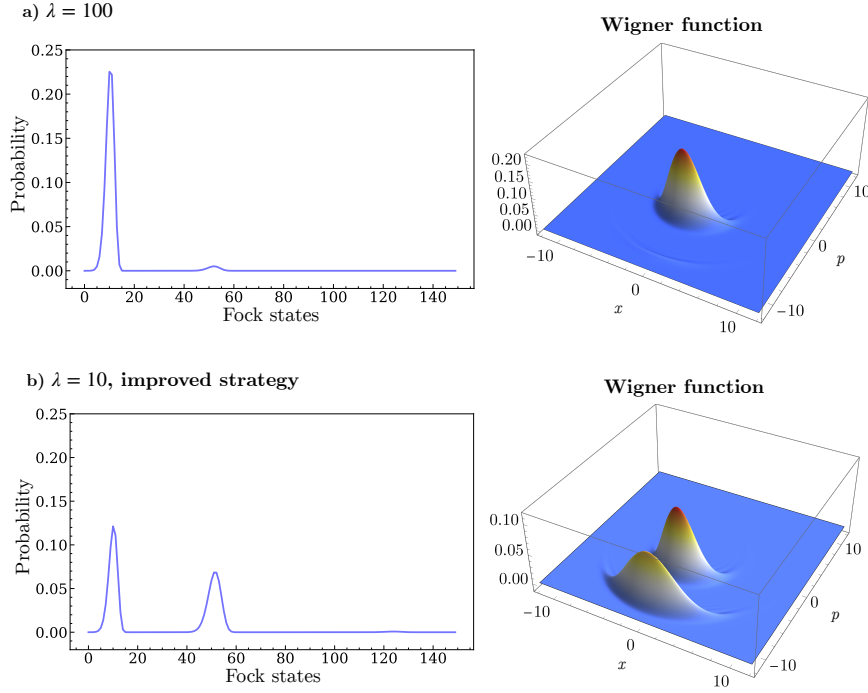 a) λ = 100
Wigner function
0.25
0.20
0.15
0.10
0.05
0.00
Probability
0 20 40 60 80 100 120 140
Fock states
0.20
0.15
0.10
0.05
0.00
−10
0
10
x
−10
0
10
p
b) λ = 10, improved strategy
Wigner function
0.25
0.20
0.15
0.10
0.05
0.00
Probability
0 20 40 60 80 100 120 140
Fock states
0.10
0.05
0.00
−10
0
10
x
−10
0
10
p